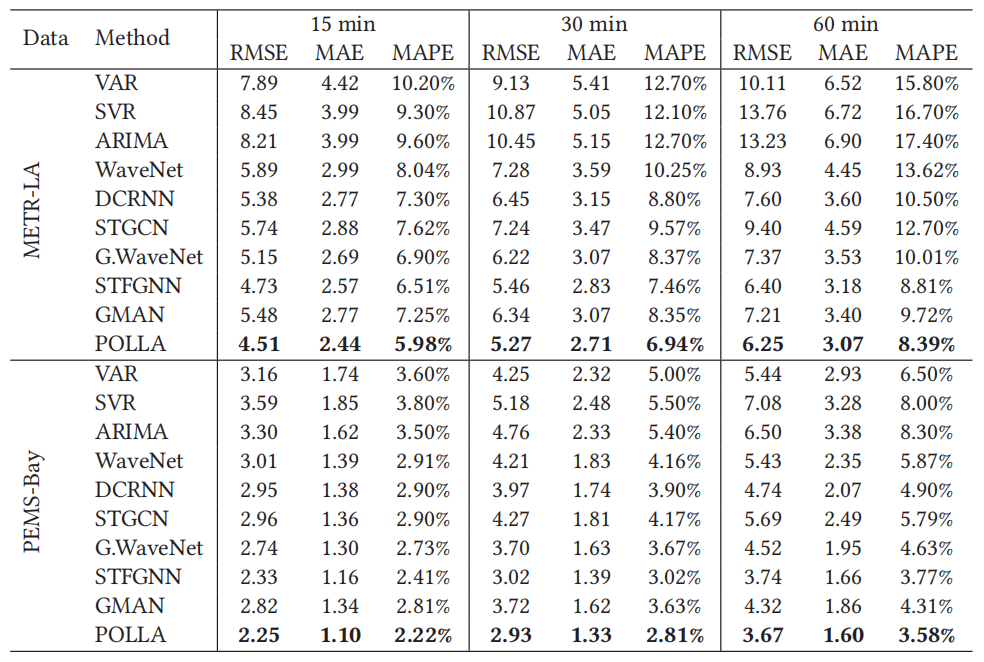 Data Method 15 min 30 min 60 min
RMSE MAE MAPE RMSE MAE MAPE RMSE MAE MAPE
METR-LA
VAR 7.89 4.42 10.20% 9.13 5.41 12.70% 10.11 6.52 15.80%
SVR 8.45 3.99 9.30% 10.87 5.05 12.10% 13.76 6.72 16.70%
ARIMA 8.21 3.99 9.60% 10.45 5.15 12.70% 13.23 6.90 17.40%
WaveNet 5.89 2.99 8.04% 7.28 3.59 10.25% 8.93 4.45 13.62%
DCRNN 5.38 2.77 7.30% 6.45 3.15 8.80% 7.60 3.60 10.50%
STGCN 5.74 2.88 7.62% 7.24 3.47 9.57% 9.40 4.59 12.70%
G.WaveNet 5.15 2.69 6.90% 6.22 3.07 8.37% 7.37 3.53 10.01%
STFGNN 4.73 2.57 6.51% 5.46 2.83 7.46% 6.40 3.18 8.81%
GMAN 5.48 2.77 7.25% 6.34 3.07 8.35% 7.21 3.40 9.72%
POLLA 4.51 2.44 5.98% 5.27 2.71 6.94% 6.25 3.07 8.39%
PEMS-Bay
VAR 3.16 1.74 3.60% 4.25 2.32 5.00% 5.44 2.93 6.50%
SVR 3.59 1.85 3.80% 5.18 2.48 5.50% 7.08 3.28 8.00%
ARIMA 3.30 1.62 3.50% 4.76 2.33 5.40% 6.50 3.38 8.30%
WaveNet 3.01 1.39 2.91% 4.21 1.83 4.16% 5.43 2.35 5.87%
DCRNN 2.95 1.38 2.90% 3.97 1.74 3.90% 4.74 2.07 4.90%
STGCN 2.96 1.36 2.90% 4.27 1.81 4.17% 5.69 2.49 5.79%
G.WaveNet 2.74 1.30 2.73% 3.70 1.63 3.67% 4.52 1.95 4.63%
STFGNN 2.33 1.16 2.41% 3.02 1.39 3.02% 3.74 1.66 3.77%
GMAN 2.82 1.34 2.81% 3.72 1.62 3.63% 4.32 1.86 4.31%
POLLA 2.25 1.10 2.22% 2.93 1.33 2.81% 3.67 1.60 3.58%